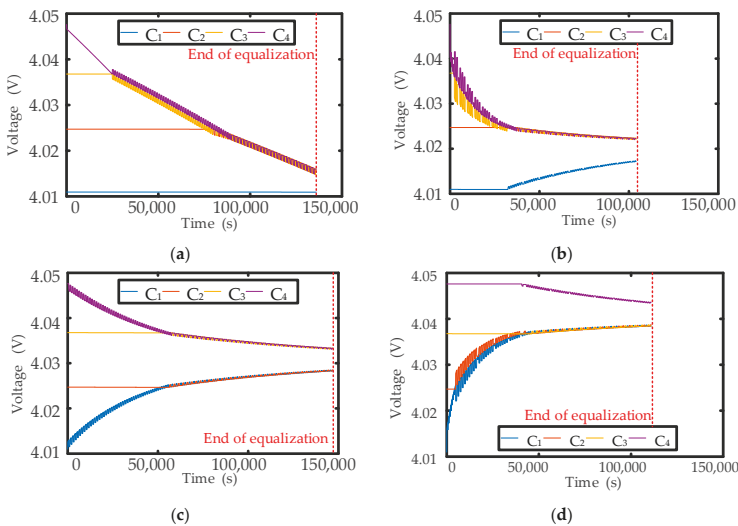 4.05
4.04
4.03
4.02
4.01
Voltage (V)
C₁ C₂ C₃ C₄
End of equalization
0
50,000
100,000
150,000
Time (s)
(a)
4.05
4.04
4.03
4.02
4.01
Voltage (V)
C₁ C₂ C₃ C₄
End of equalization
0
50,000
100,000
150,000
Time (s)
(b)
4.05
4.04
4.03
4.02
4.01
Voltage (V)
C₁ C₂ C₃ C₄
End of equalization
0
50,000
100,000
150,000
Time (s)
(c)
4.05
4.04
4.03
4.02
4.01
Voltage (V)
End of equalization
C₁ C₂ C₃ C₄
0
50,000
100,000
150,000
Time (s)
(d)